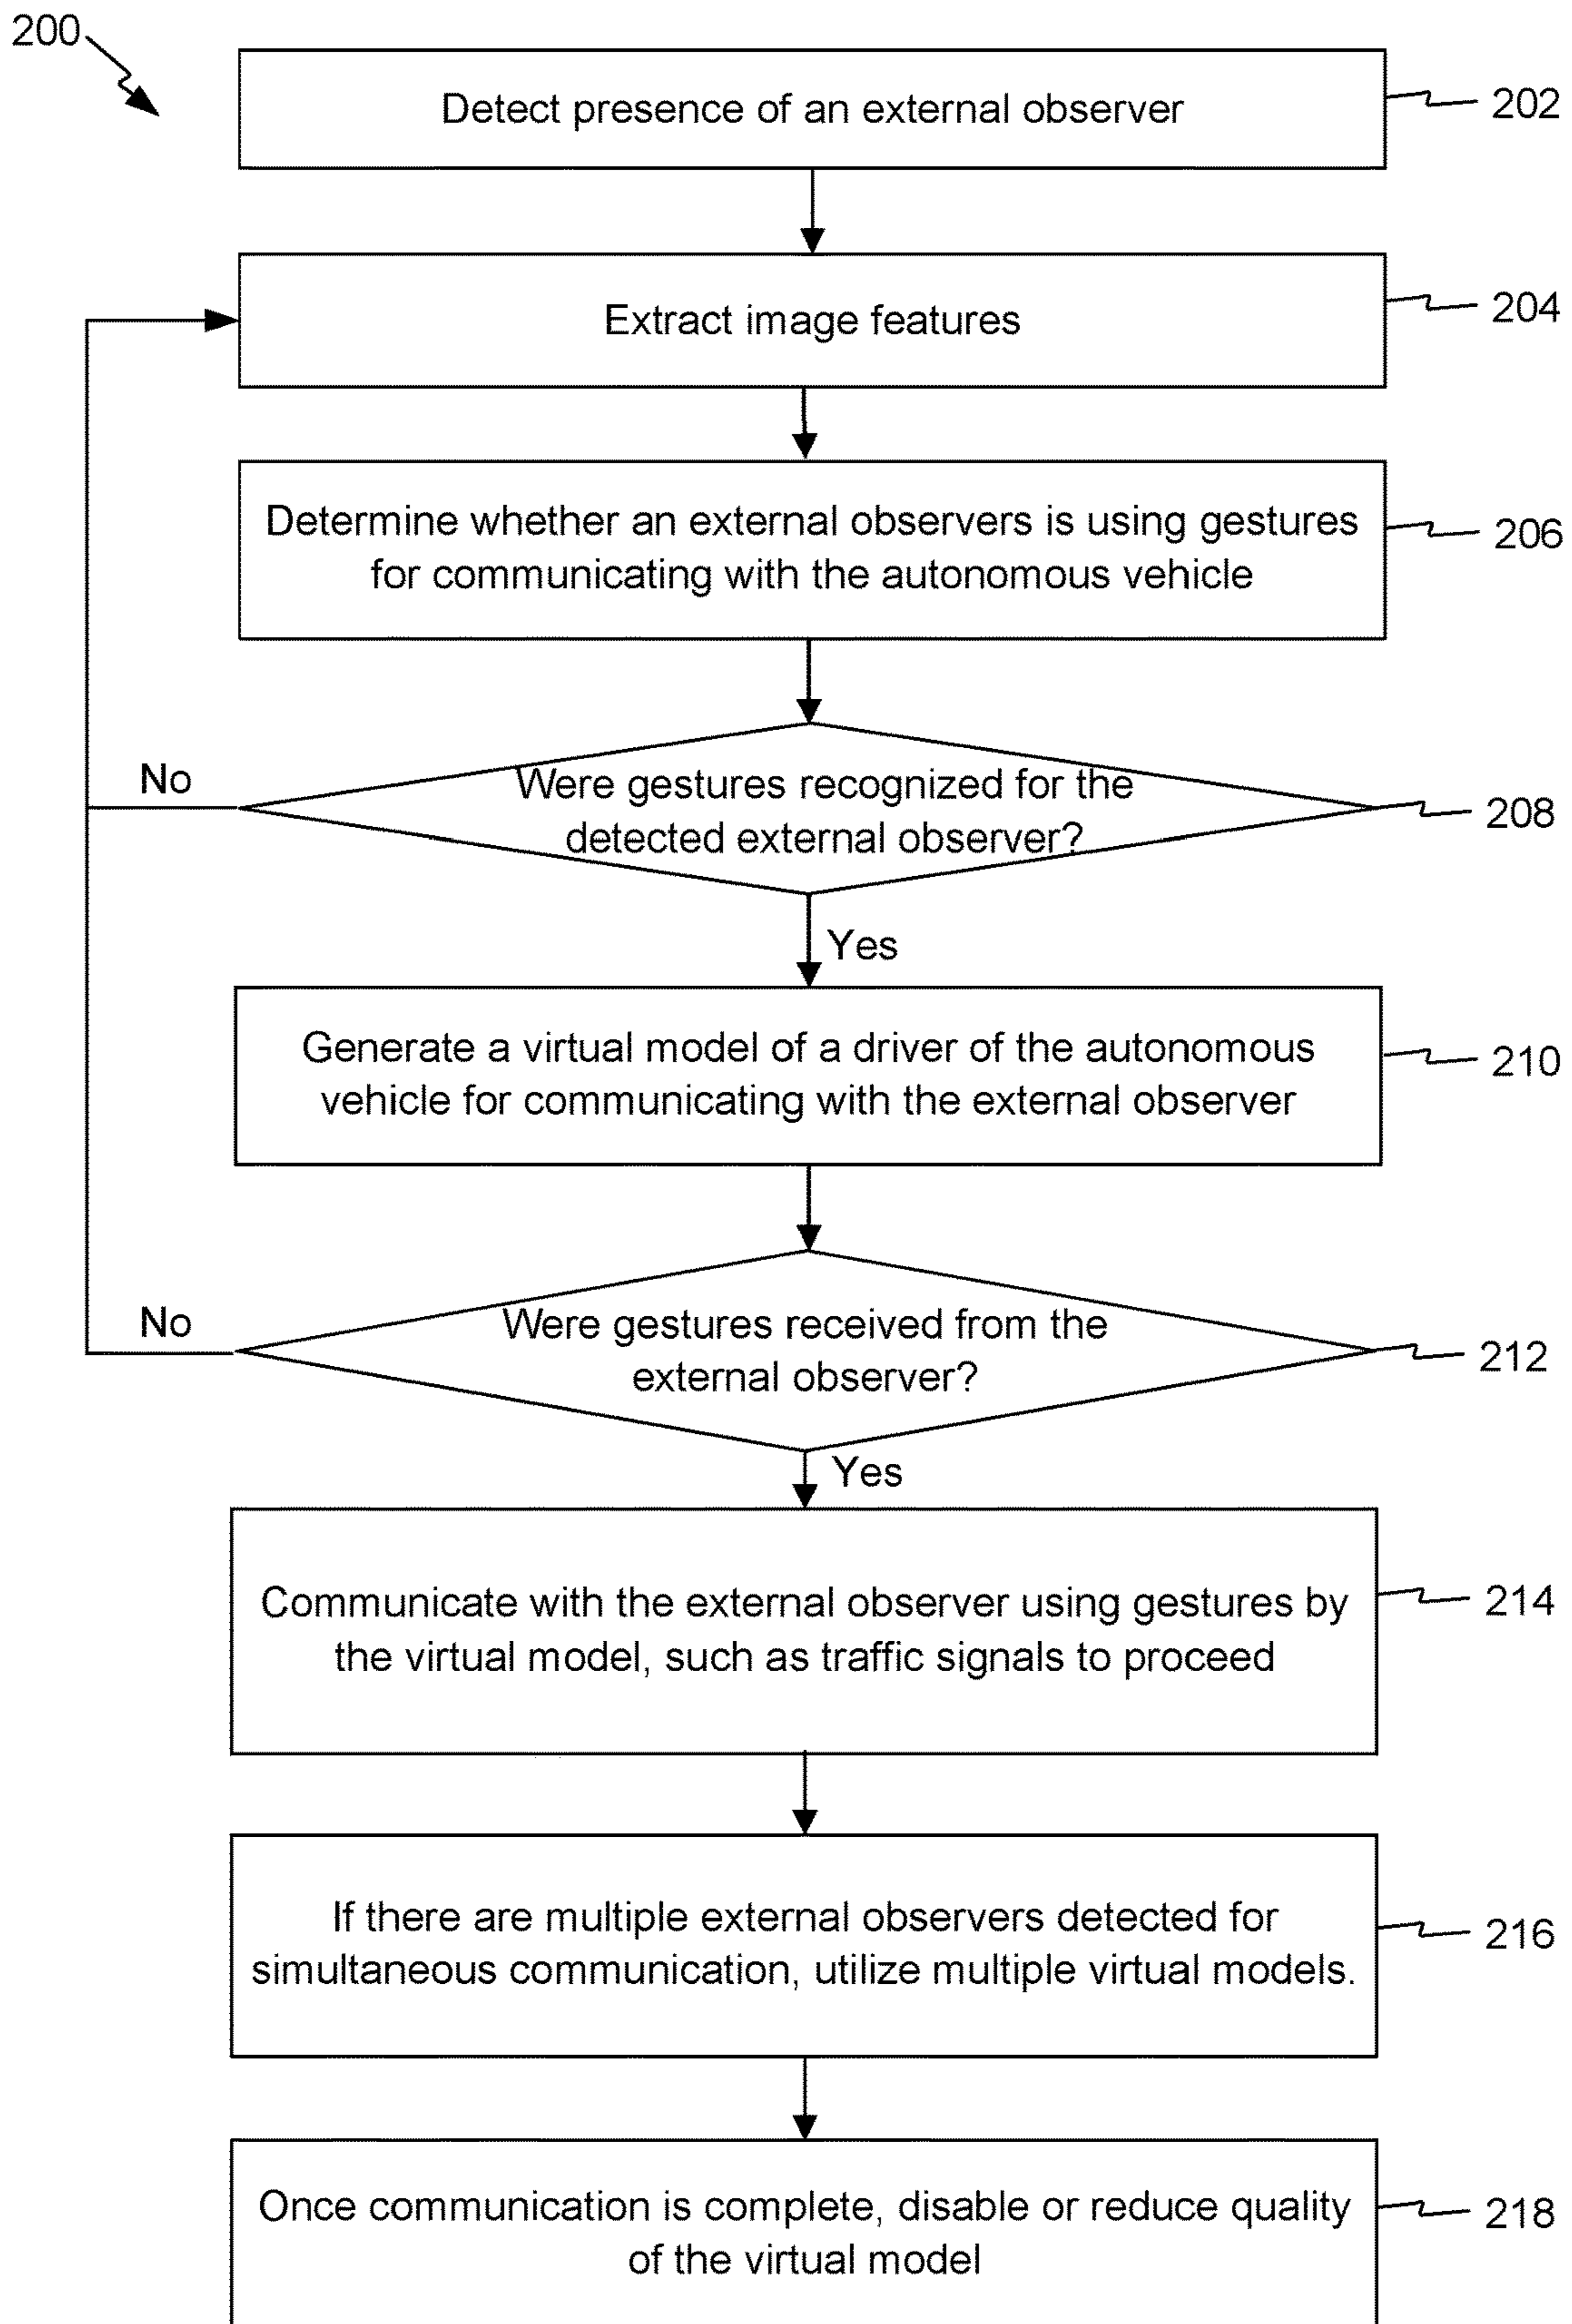 200
Detect presence of an external observer
202
Extract image features
204
Determine whether an external observers is using gestures
for communicating with the autonomous vehicle
206
No
Were gestures recognized for the
detected external observer?
208
Yes
Generate a virtual model of a driver of the autonomous
vehicle for communicating with the external observer
210
No
Were gestures received from the
external observer?
212
Yes
Communicate with the external observer using gestures by
the virtual model, such as traffic signals to proceed
214
If there are multiple external observers detected for
simultaneous communication, utilize multiple virtual models.
216
Once communication is complete, disable or reduce quality
of the virtual model
218